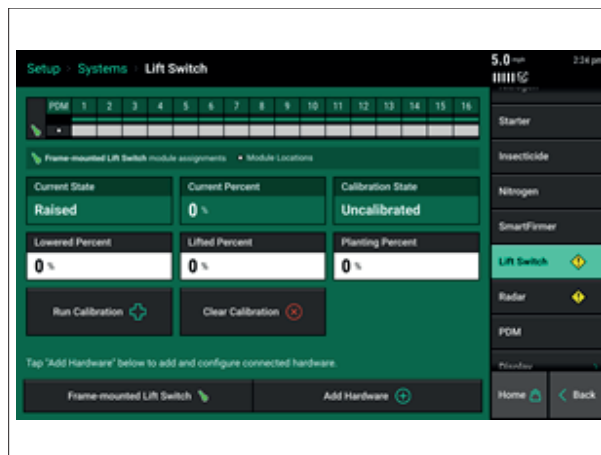 Setup > Systems > Lift Switch
5.0 mph
2:36 pm
PDM 1 2 3 4 5 6 7 8 9 10 11 12 13 14 15 16
Frame-mounted Lift Switch module assignments • Module Locations
Current State
Raised
Current Percent
0 %
Calibration State
Uncalibrated
Lowered Percent
0 %
Lifted Percent
0 %
Planting Percent
0 %
Run Calibration
Clear Calibration
Tap "Add Hardware" below to add and configure connected hardware.
Frame-mounted Lift Switch
Add Hardware
Nitrogen
Starter
Insecticide
Nitrogen
SmartFirmer
Lift Switch
Radar
PDM
Display
Home
< Back